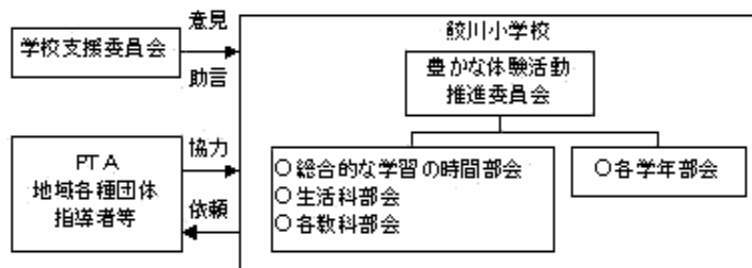 意見
学校支援委員会
助言
鮫川小学校
豊かな体験活動
推進委員会
協力
PTA
地域各種団体
指導者等
依頼
○総合的な学習の時間部会
○生活科部会
○各教科部会
○各学年部会